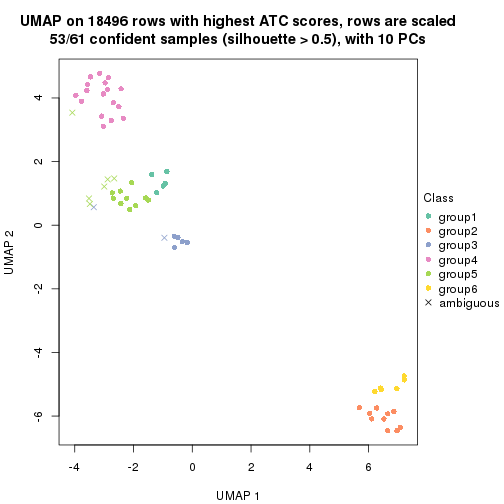 UMAP on 18496 rows with highest ATC scores, rows are scaled
53/61 confident samples (silhouette > 0.5), with 10 PCs
4
2
0
-2
-4
-6
UMAP 2
-4
-2
0
2
4
6
UMAP 1
Class
group1
group2
group3
group4
group5
group6
ambiguous